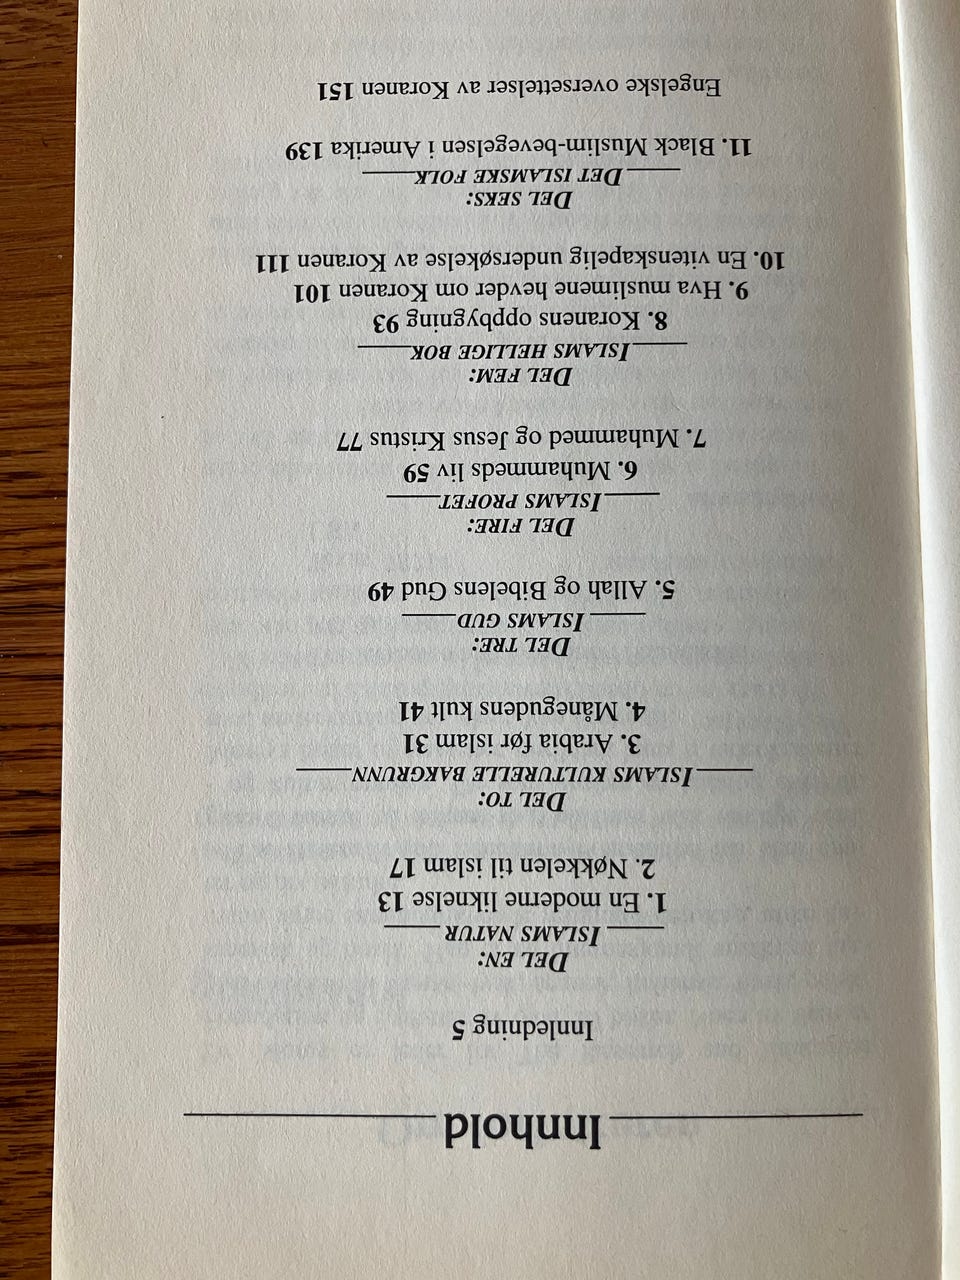 Innhold
Innledning 5
DEL EN:
ISLAMS NATUR
1. En moderne liknelse 13
2. Nøkkelen til islam 17
DEL TO:
ISLAMS KULTURELLE BAKGRUNN
3. Arabia før islam 31
4. Månegudens kult 41
DEL TRE:
ISLAMS GUD
5. Allah og Bibelens Gud 49
DEL FIRE:
ISLAMS PROFET
6. Muhammeds liv 59
7. Muhammed og Jesus Kristus 77
DEL FEM:
ISLAMS HELLIGE BOK
8. Koranens oppbygning 93
9. Hva muslimene hevder om Koranen 101
10. En vitenskapelig undersøkelse av Koranen 111
DEL SEKS:
DET ISLAMSKE FOLK
11. Black Muslim-bevegelsen i Amerika 139
Engelske oversettelser av Koranen 151